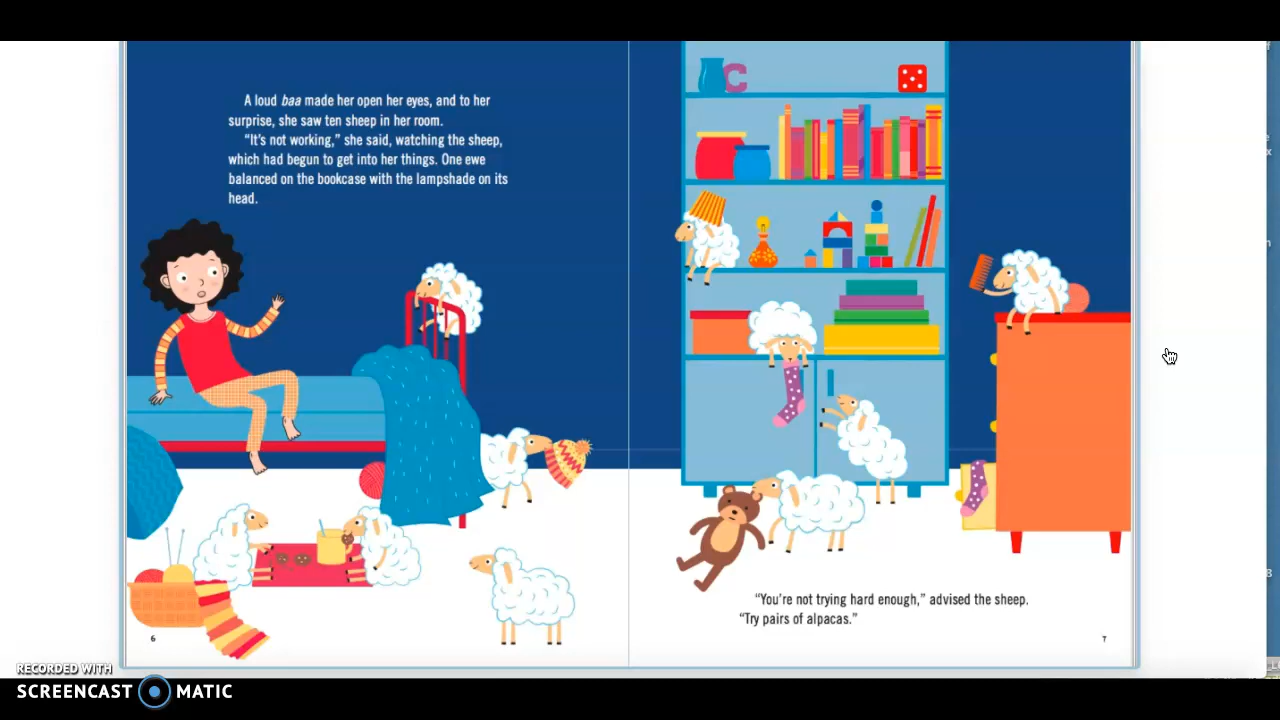 A loud baa made her open her eyes, and to her
surprise, she saw ten sheep in her room.
“It's not working,” she said, watching the sheep,
which had begun to get into her things. One ewe
balanced on the bookcase with the lampshade on its
head.
C
“You're not trying hard enough,” advised the sheep.
“Try pairs of alpacas.”
6
7
RECORDED WITH
SCREENCAST MATIC